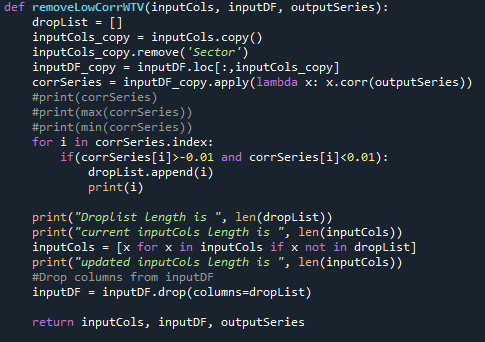 def removeLowCorrWTV(inputCols, inputDF, outputSeries):
    dropList = []
    inputCols_copy = inputCols.copy()
    inputCols_copy.remove('Sector')
    inputDF_copy = inputDF.loc[:,inputCols_copy]
    corrSeries = inputDF_copy.apply(lambda x: x.corr(outputSeries))
    #print(corrSeries)
    #print(max(corrSeries))
    #print(min(corrSeries))
    for i in corrSeries.index:
        if(corrSeries[i]>-0.01 and corrSeries[i]<0.01):
            dropList.append(i)
            print(i)

    print("Droplist length is ", len(dropList))
    print("current inputCols length is ", len(inputCols))
    inputCols = [x for x in inputCols if x not in dropList]
    print("updated inputCols length is ", len(inputCols))
    #Drop columns from inputDF
    inputDF = inputDF.drop(columns=dropList)

    return inputCols, inputDF, outputSeries